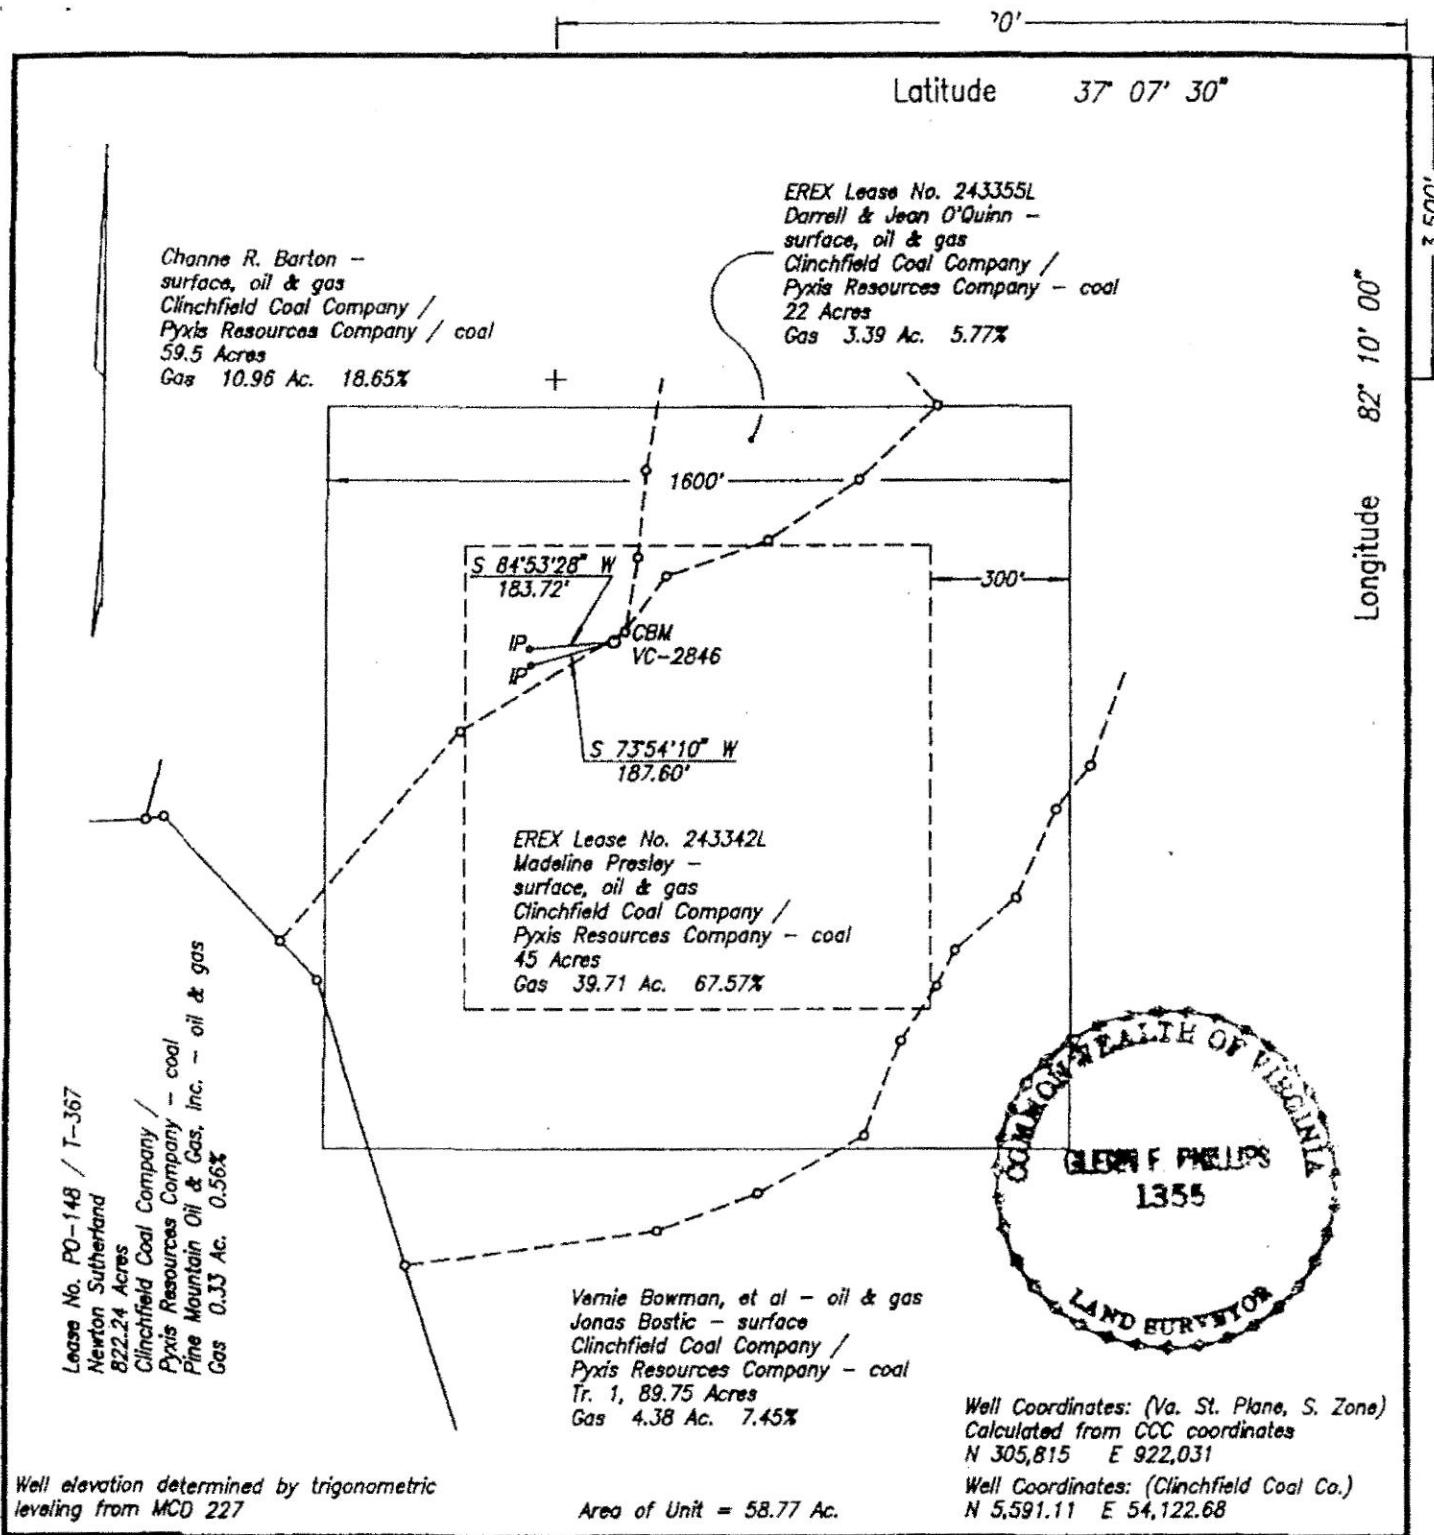 Latitude 37° 07' 30"
EREX Lease No. 243355L
Darrell & Jean O'Quinn -
surface, oil & gas
Clinchfield Coal Company /
Pyxis Resources Company - coal
22 Acres
Gas 3.39 Ac. 5.77%
Channe R. Barton -
surface, oil & gas
Clinchfield Coal Company /
Pyxis Resources Company / coal
59.5 Acres
Gas 10.96 Ac. 18.65%
Longitude 82° 10' 00"
1600'
S 84°53'28" W
183.72'
300'
IP
IP
CBM
VC-2846
S 73°54'10" W
187.60'
EREX Lease No. 243342L
Madeline Presley -
surface, oil & gas
Clinchfield Coal Company /
Pyxis Resources Company - coal
45 Acres
Gas 39.71 Ac. 67.57%
Lease No. PO-148 / T-367
Newton Sutherland
8222.24 Acres
Clinchfield Coal Company /
Pyxis Resources Company - coal
Pine Mountain Oil & Gas, Inc. - oil & gas
Gas 0.33 Ac. 0.56%
COMMONWEALTH OF VIRGINIA
GLENN F. PHILLIPS
1355
LAND SURVEYOR
Vernie Bowman, et al - oil & gas
Jonas Bostic - surface
Clinchfield Coal Company /
Pyxis Resources Company - coal
Tr. 1, 89.75 Acres
Gas 4.38 Ac. 7.45%
Well Coordinates: (Va. St. Plane, S. Zone)
Calculated from CCC coordinates
N 305,815 E 922,031
Well Coordinates: (Clinchfield Coal Co.)
N 5,591.11 E 54,122.68
Well elevation determined by trigonometric
leveling from MCD 227
Area of Unit = 58.77 Ac.